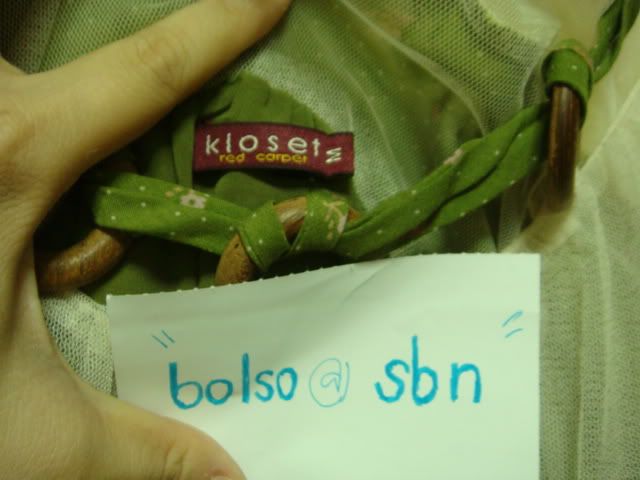 kloset M
red carpet
"bolso @ sbn"